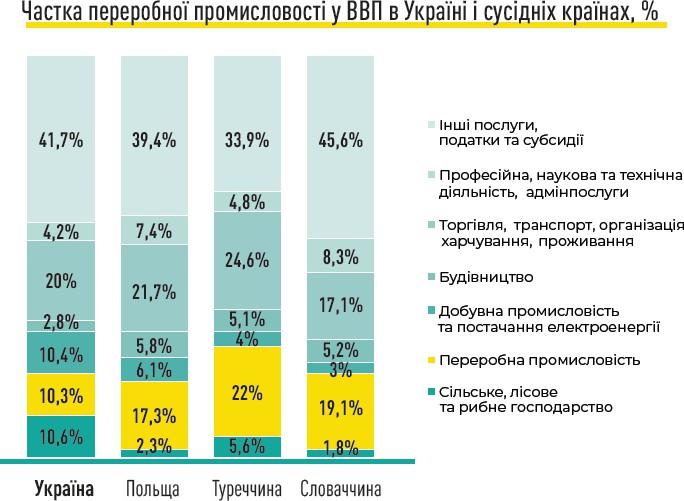 Частка переробної промисловості у ВВП в Україні і сусідніх країнах, %
41,7%
4,2%
20%
2,8%
10,4%
10,3%
10,6%
Україна
39,4%
7,4%
21,7%
5,8%
6,1%
17,3%
2,3%
Польща
33,9%
4,8%
24,6%
5,1%
4%
22%
5,6%
Туреччина
45,6%
8,3%
17,1%
5,2%
3%
19,1%
1,8%
Словаччина
Інші послуги,
податки та субсидії
Професійна, наукова та технічна
діяльність, адмінпослуги
Торгівля, транспорт, організація
харчування, проживання
Будівництво
Добувна промисловість
та постачання електроенергії
Переробна промисловість
Сільське, лісове
та рибне господарство